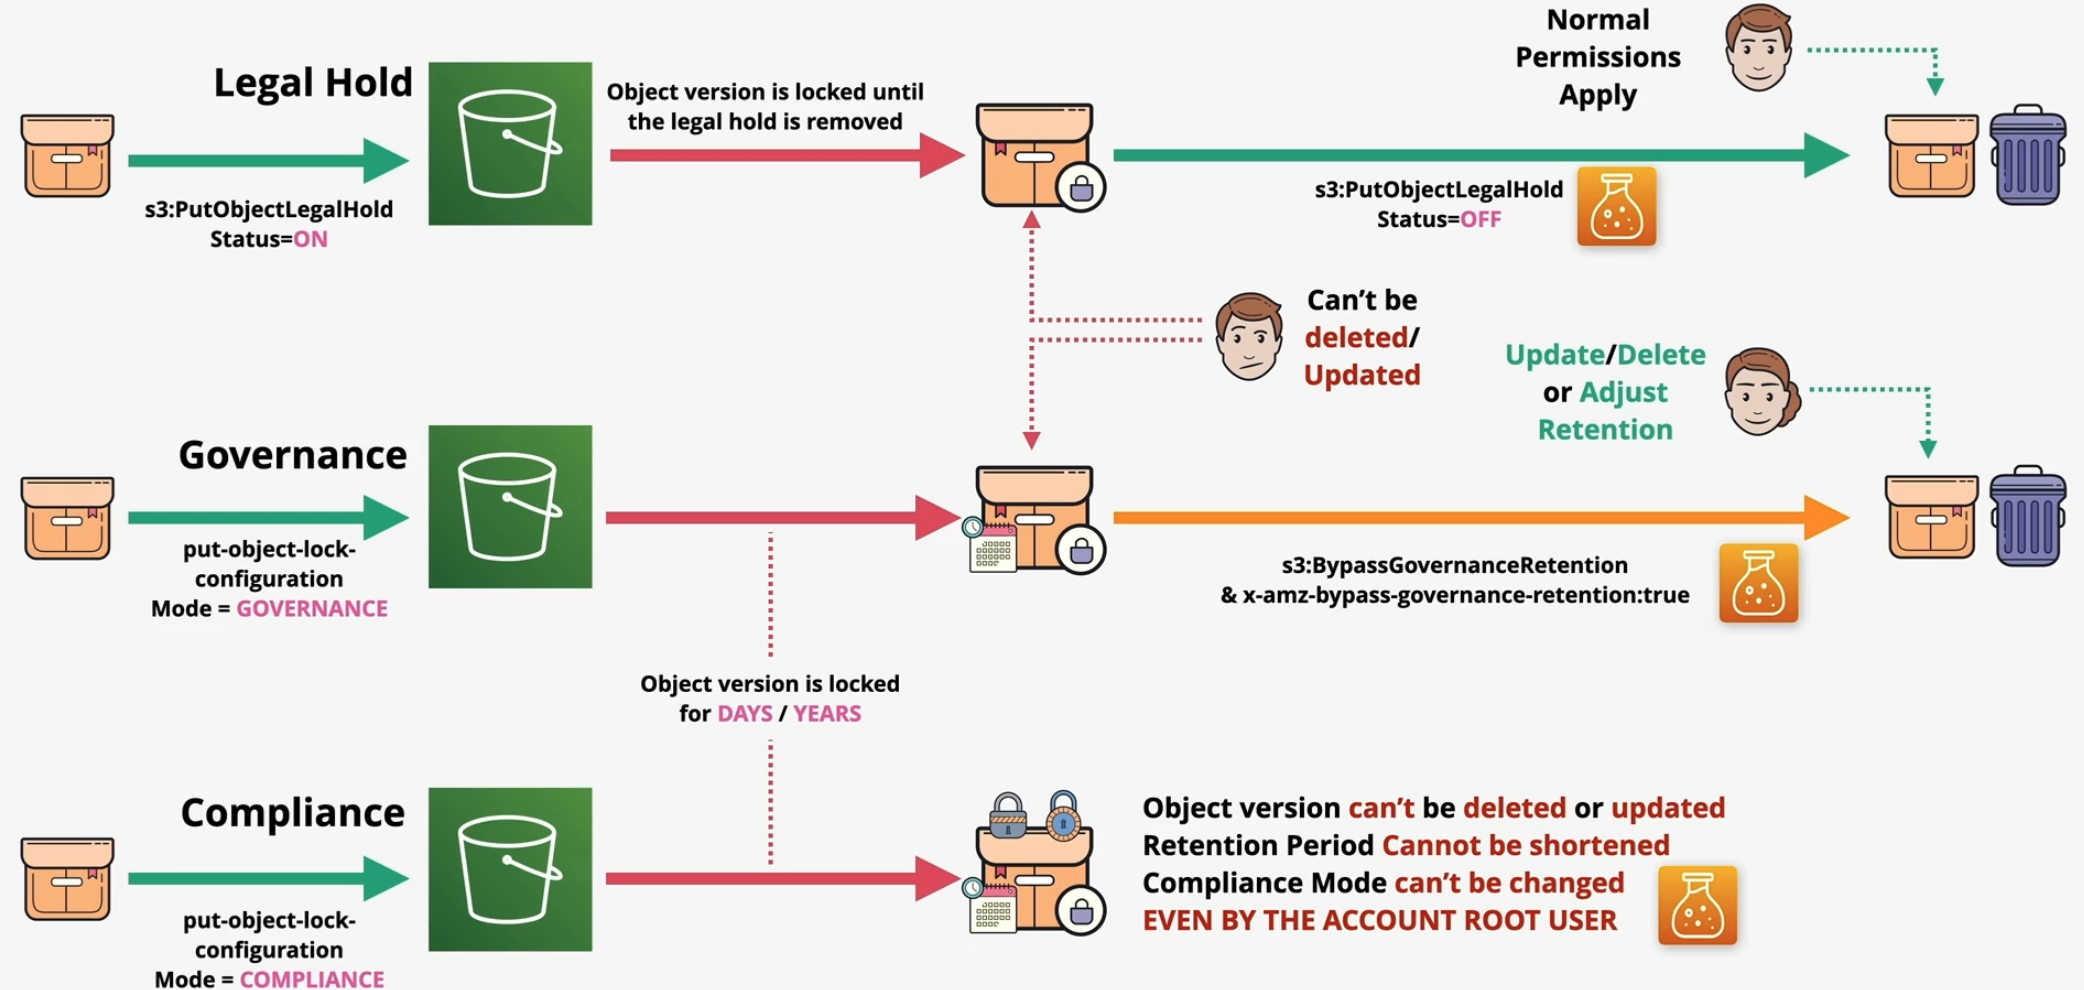 Legal Hold
s3:PutObjectLegalHold
Status=ON
Object version is locked until
the legal hold is removed
Normal
Permissions
Apply
s3:PutObjectLegalHold
Status=OFF
Can't be
deleted/
Updated
Update/Delete
or Adjust
Retention
Governance
put-object-lock-
configuration
Mode = GOVERNANCE
s3:BypassGovernanceRetention
& x-amz-bypass-governance-retention:true
Object version is locked
for DAYS / YEARS
Compliance
put-object-lock-
configuration
Mode = COMPLIANCE
Object version can't be deleted or updated
Retention Period Cannot be shortened
Compliance Mode can't be changed
EVEN BY THE ACCOUNT ROOT USER